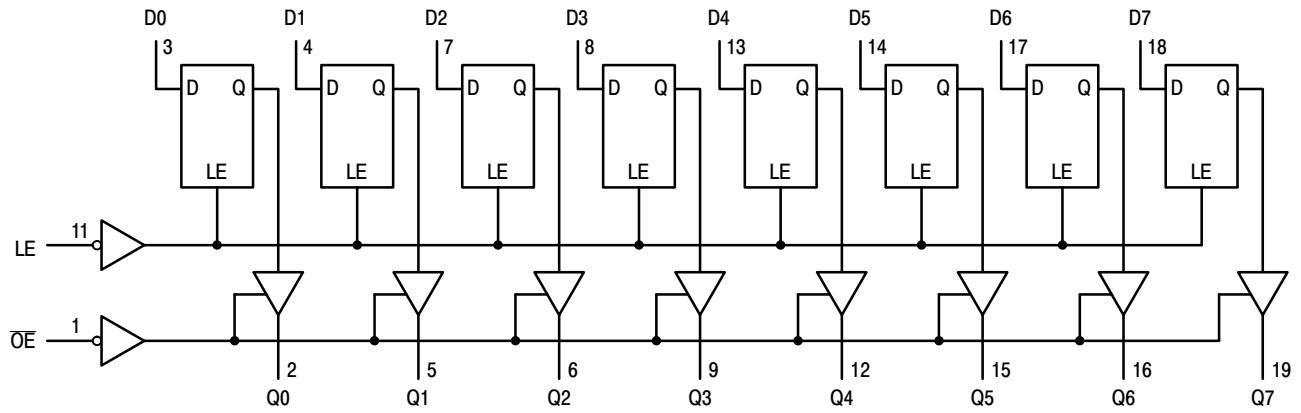 D0 D1 D2 D3 D4 D5 D6 D7
3 4 7 8 13 14 17 18
D Q D Q D Q D Q D Q D Q D Q D Q
LE LE LE LE LE LE LE LE
LE 11
O̅E̅ 1
2 5 6 9 12 15 16 19
Q0 Q1 Q2 Q3 Q4 Q5 Q6 Q7